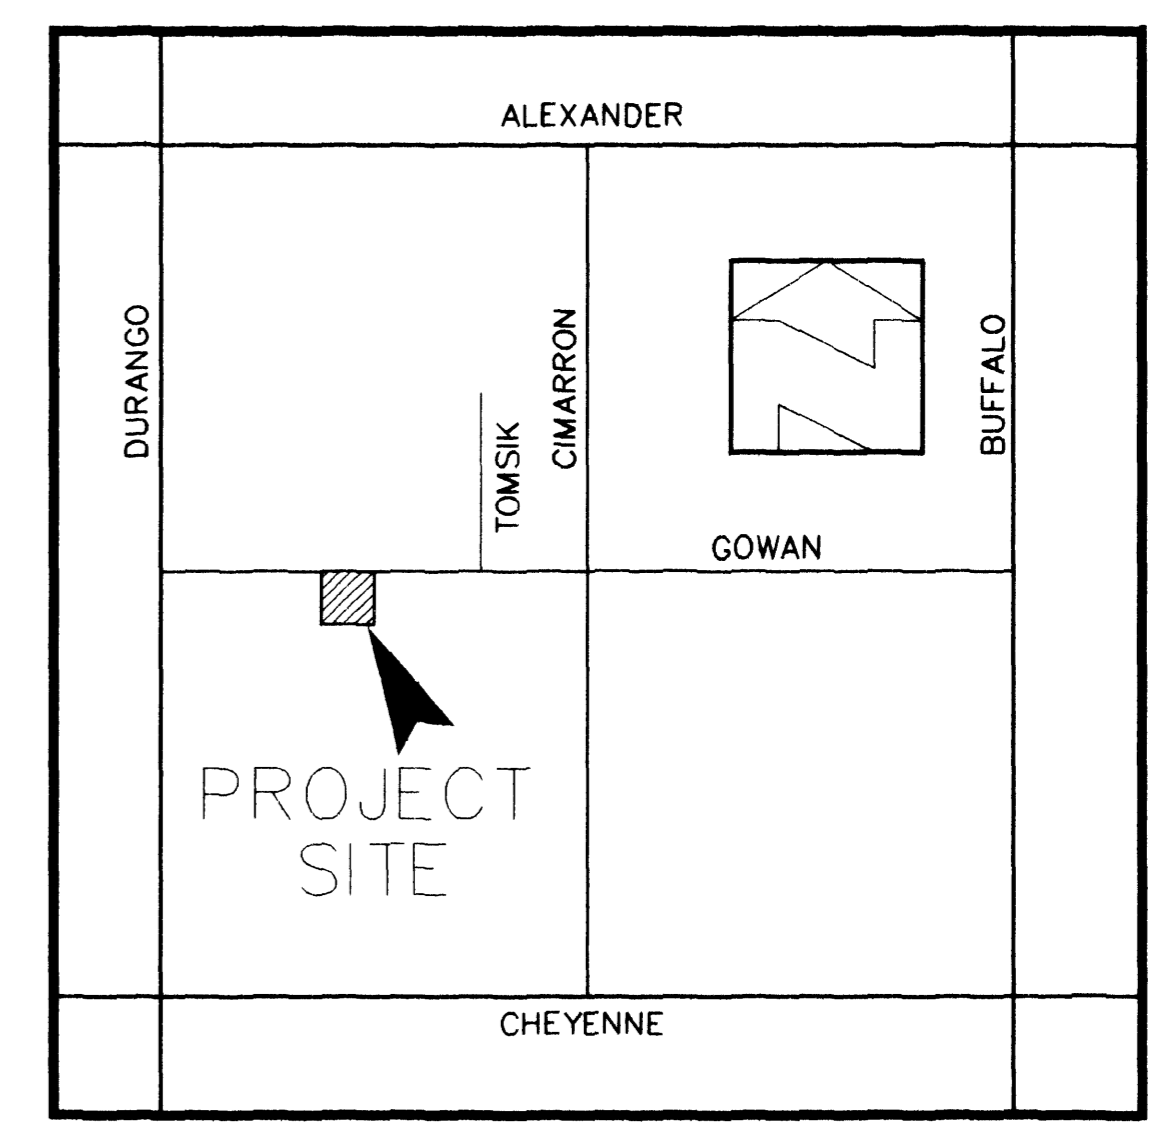 ALEXANDER
DURANGO
TOMSIK
CIMARRON
BUFFALO
GOWAN
PROJECT
SITE
CHEYENNE